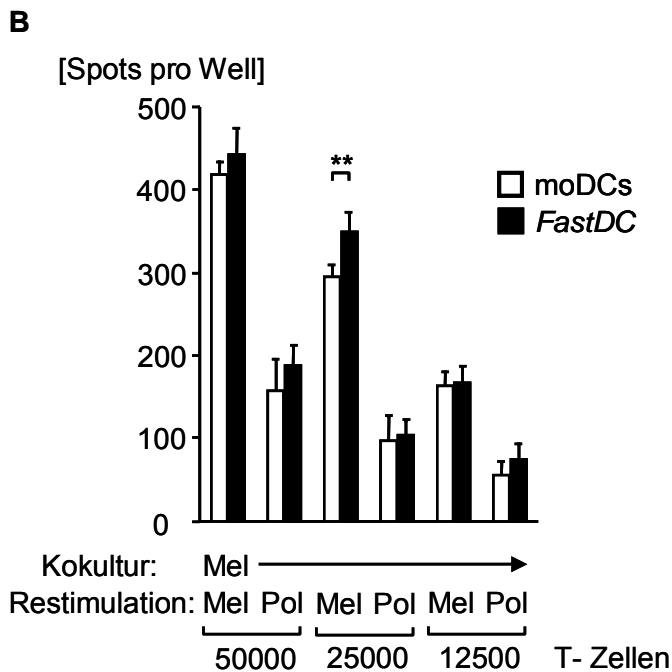 B
[Spots pro Well]
500
400
300
200
100
0
**
moDCs
FastDC
Kokultur: Mel
Restimulation: Mel Pol Mel Pol Mel Pol
50000 25000 12500 T- Zellen